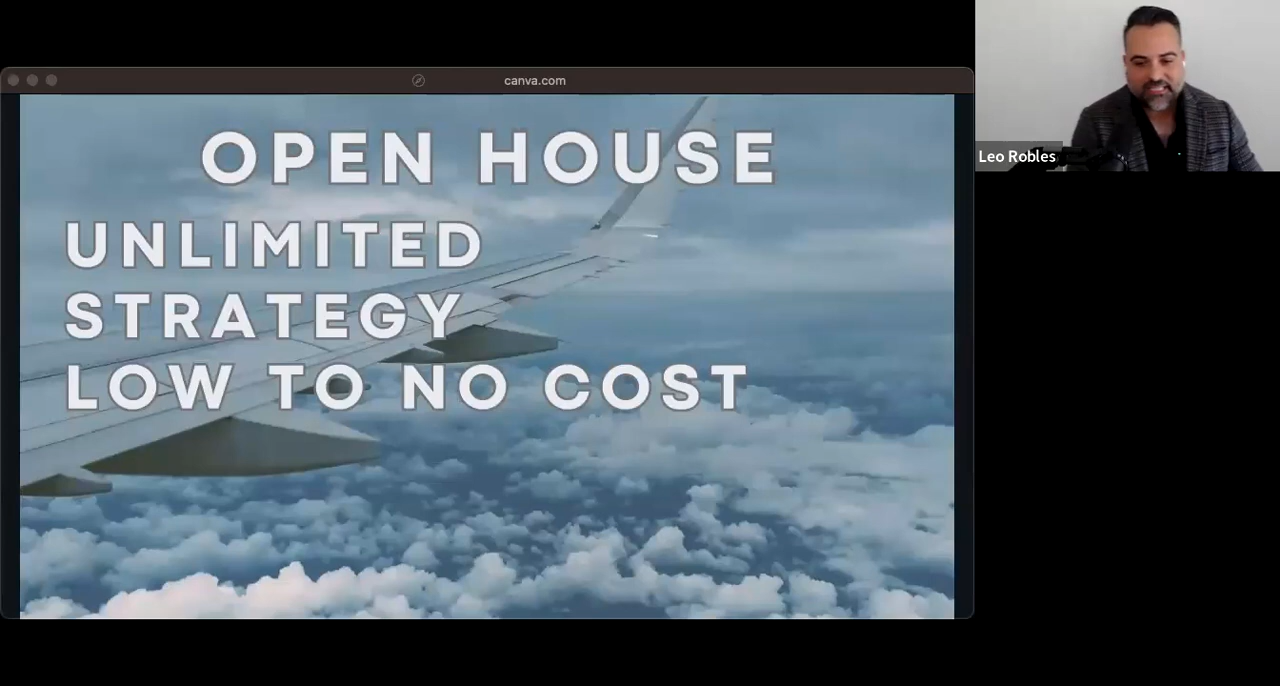 canva.com
OPEN HOUSE
UNLIMITED
STRATEGY
LOW TO NO COST
Leo Robles